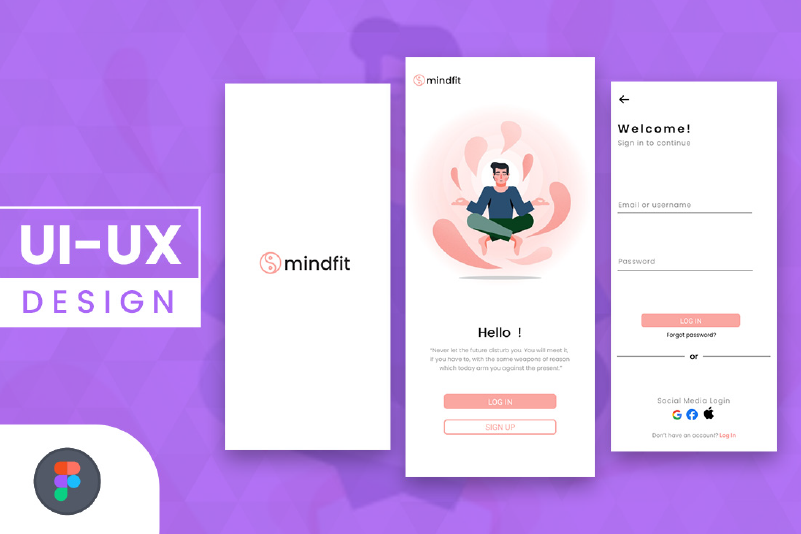 UI-UX
DESIGN
mindfit
mindfit
Hello !
"Never let the future disturb you. You will meet it,
if you have to, with the same weapons of reason
which today arm you against the present."
LOG IN
SIGN UP
Welcome!
Sign in to continue
Email or username
Password
LOG IN
Forgot password?
or
Social Media Login
Don't have an account? Log In